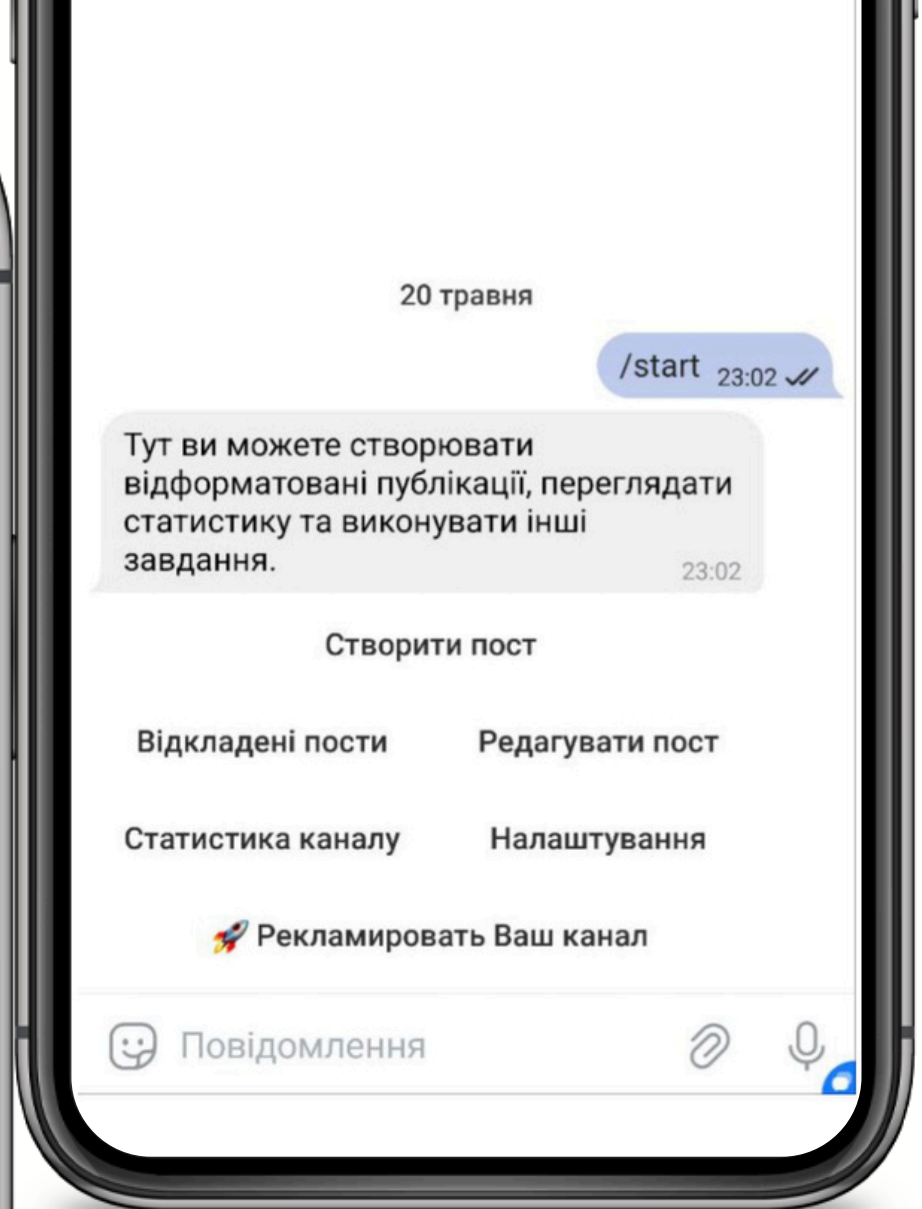 20 травня
/start 23:02
Тут ви можете створювати
відформатовані публікації, переглядати
статистику та виконувати інші
завдання.
23:02
Створити пост
Відкладені пости Редагувати пост
Статистика каналу Налаштування
🚀 Рекламировать Ваш канал
Повідомлення